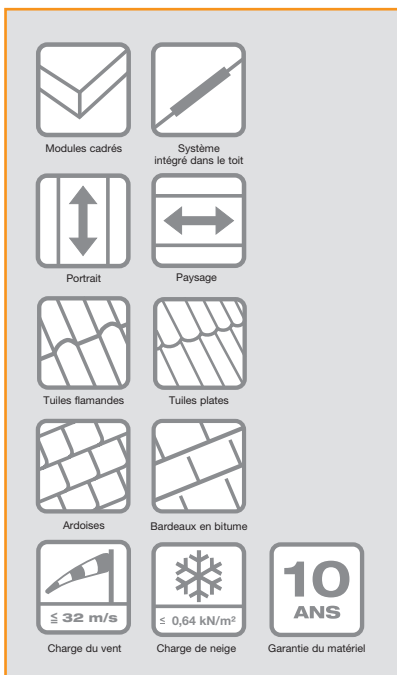 Modules cadrés
Système
intégré dans le toit
Portrait
Paysage
Tuiles flamandes
Tuiles plates
Ardoises
Bardeaux en bitume
≦ 32 m/s
≤ 0,64 kN/m²
10
ANS
Charge du vent
Charge de neige
Garantie du matériel